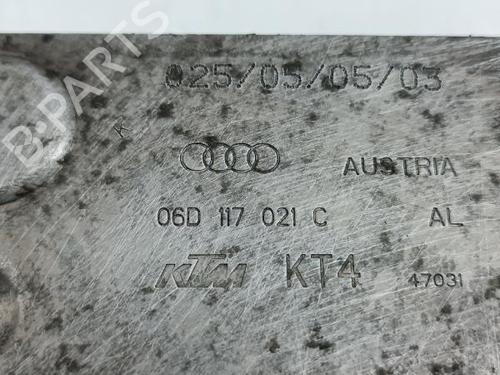 025/05/05/03
K
AUSTRIA
06D 117 021 C AL
KTM KT4 47031
B-PARTS